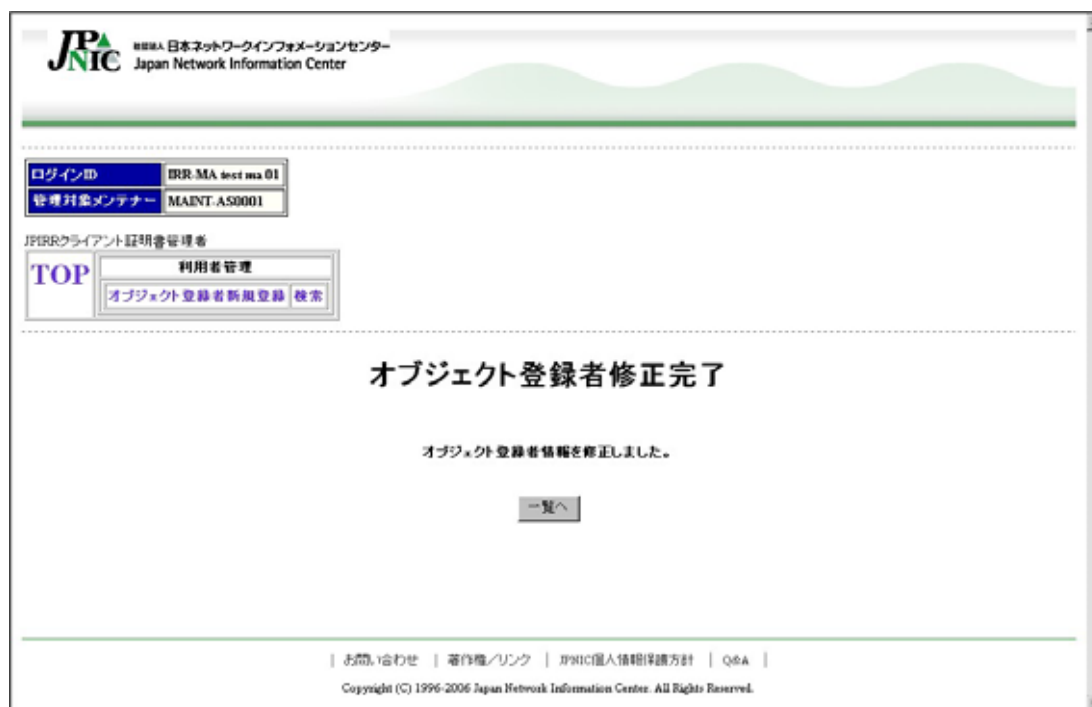 JPNIC
社団法人 日本ネットワークインフォメーションセンター
Japan Network Information Center
ログインID IRR-MA test ma 01
管理対象メンテナー MAINT-AS0001
JPIRRクライアント証明書管理者
TOP 利用者管理
オブジェクト登録者新規登録 検索
オブジェクト登録者修正完了
オブジェクト登録者情報を修正しました。
一覧へ
| お問い合わせ | 著作権/リンク | JPNIC個人情報保護方針 | Q&A |
Copyright (C) 1996-2006 Japan Network Information Center. All Rights Reserved.